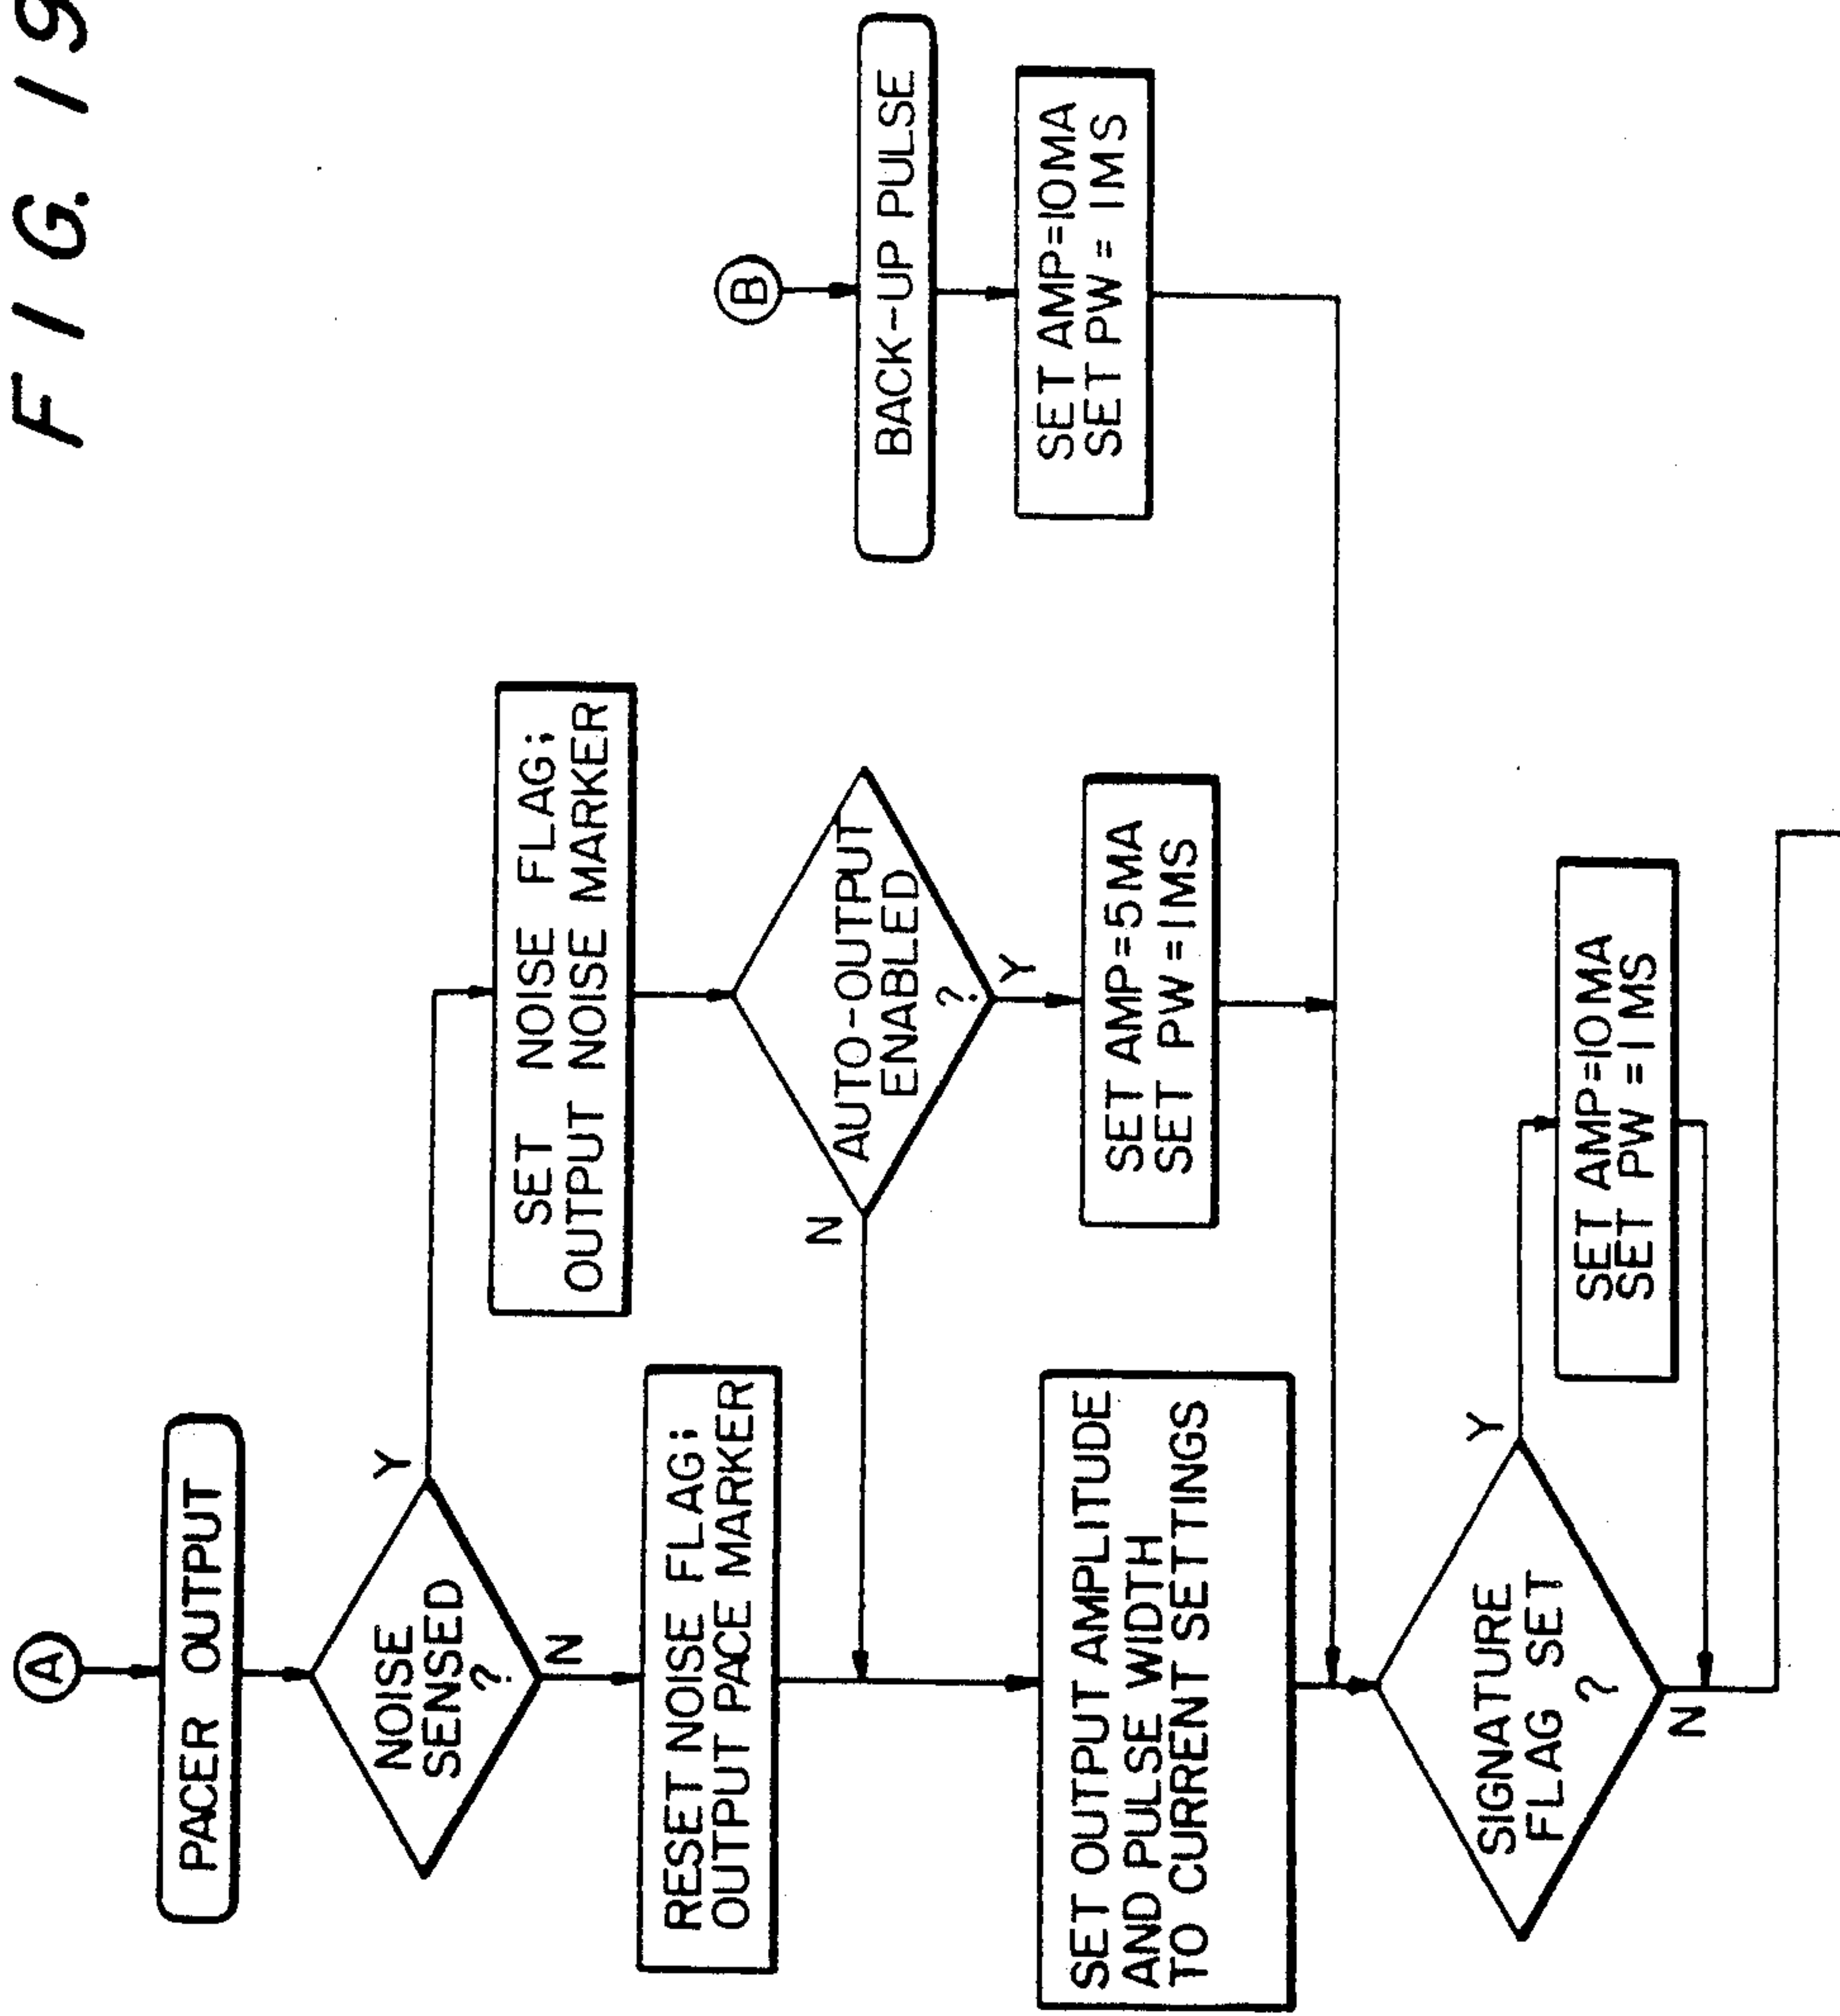 FIG. 19
A
PACER OUTPUT
NOISE
SENSED
?
Y
N
SET NOISE FLAG;
OUTPUT NOISE MARKER
RESET NOISE FLAG;
OUTPUT PACE MARKER
AUTO-OUTPUT
ENABLED
?
N
Y
B
BACK-UP PULSE
SET AMP=10MA
SET PW = 1MS
SET AMP=5MA
SET PW = 1MS
SET OUTPUT AMPLITUDE
AND PULSE WIDTH
TO CURRENT SETTINGS
SIGNATURE
FLAG SET
?
Y
N
SET AMP=10MA
SET PW = 1MS